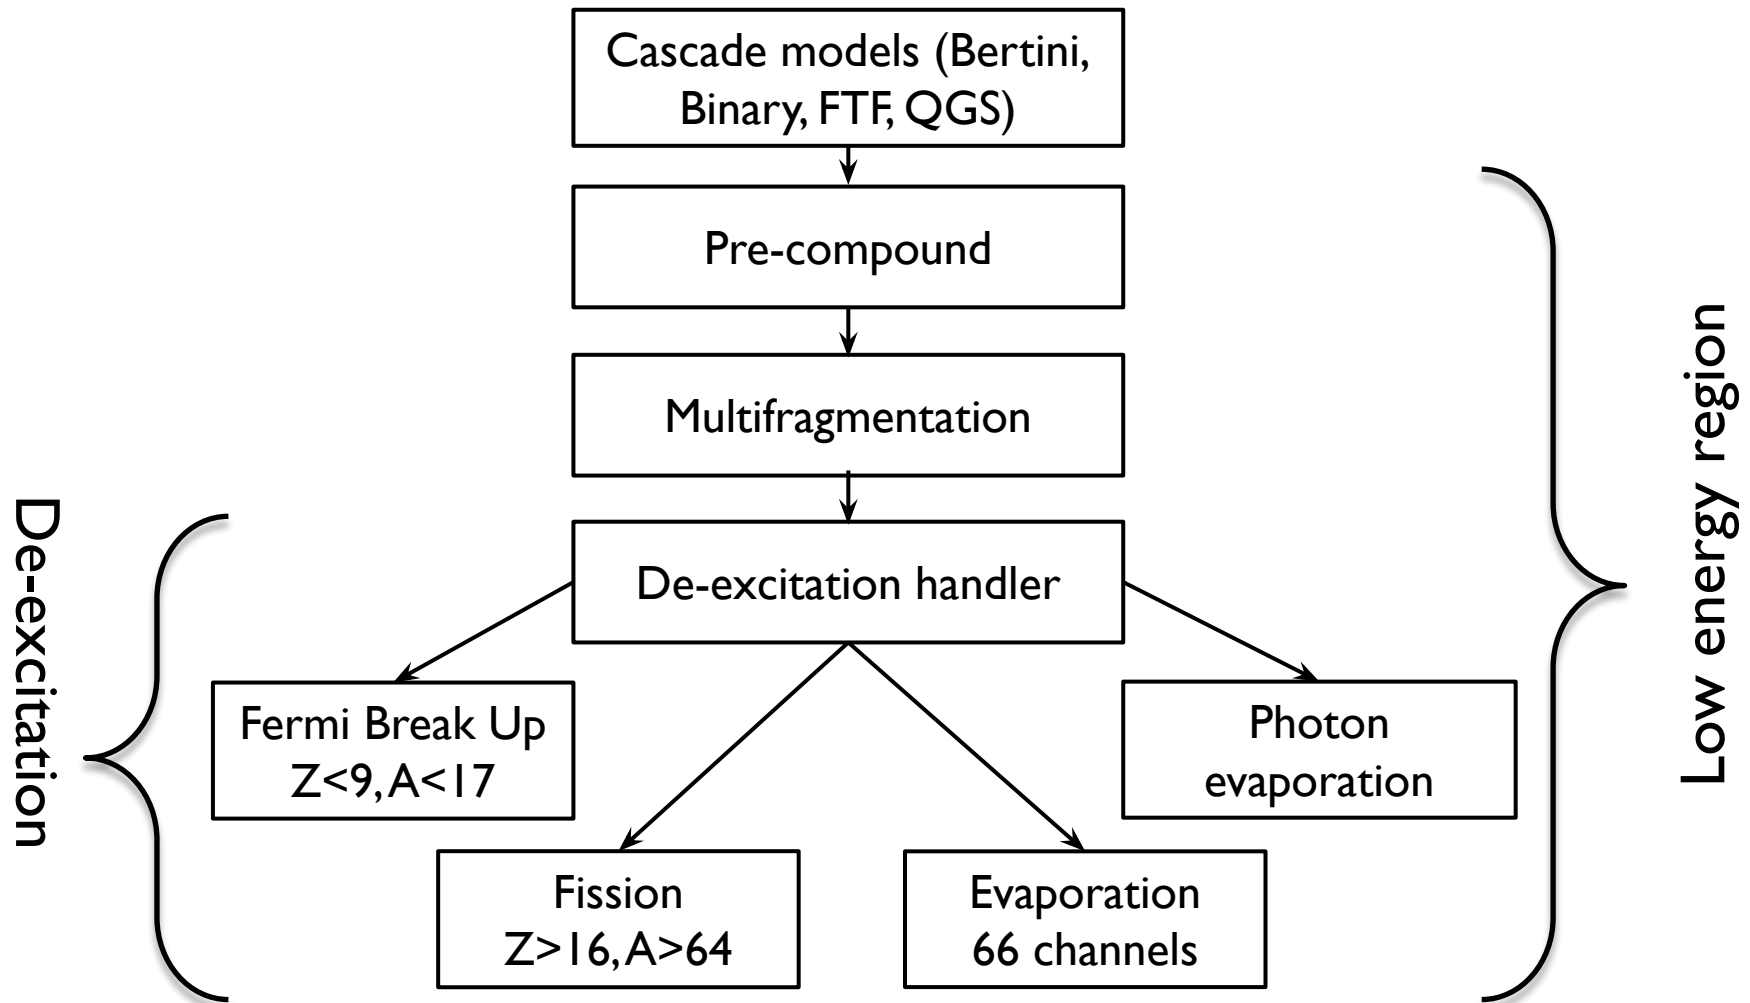 Cascade models (Bertini,
Binary, FTF, QGS)
Pre-compound
Multifragmentation
De-excitation handler
Fermi Break Up
Z<9, A<17
Photon
evaporation
Fission
Z>16, A>64
Evaporation
66 channels
De-excitation
Low energy region